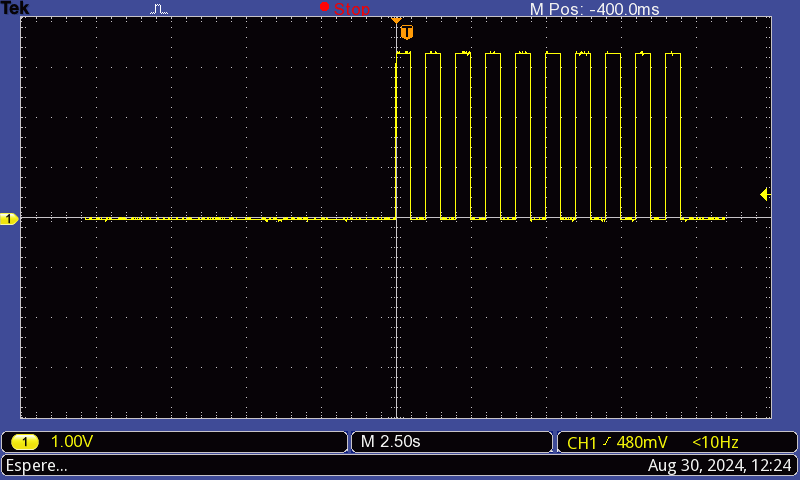 Tek Stop M Pos: -400.0ms
T
1
1 1.00V M 2.50s CH1 480mV <10Hz
Espere... Aug 30, 2024, 12:24